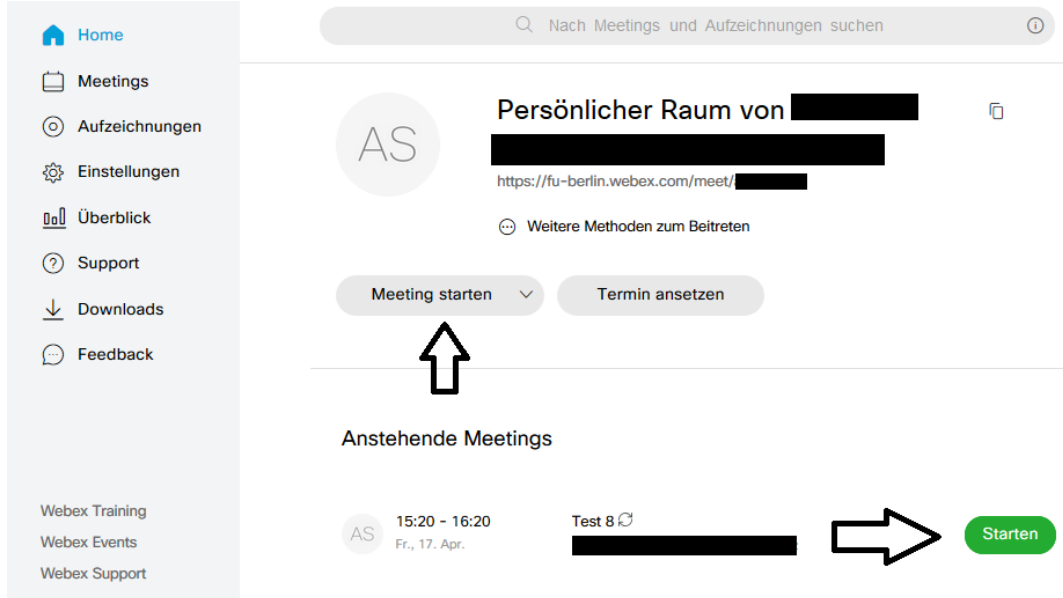 Home
Meetings
Aufzeichnungen
Einstellungen
Überblick
Support
Downloads
Feedback
Webex Training
Webex Events
Webex Support
Nach Meetings und Aufzeichnungen suchen
AS
Persönlicher Raum von
https://fu-berlin.webex.com/meet/
Weitere Methoden zum Beitreten
Meeting starten
Termin ansetzen
Anstehende Meetings
AS
15:20 - 16:20
Fr., 17. Apr.
Test 8
Starten